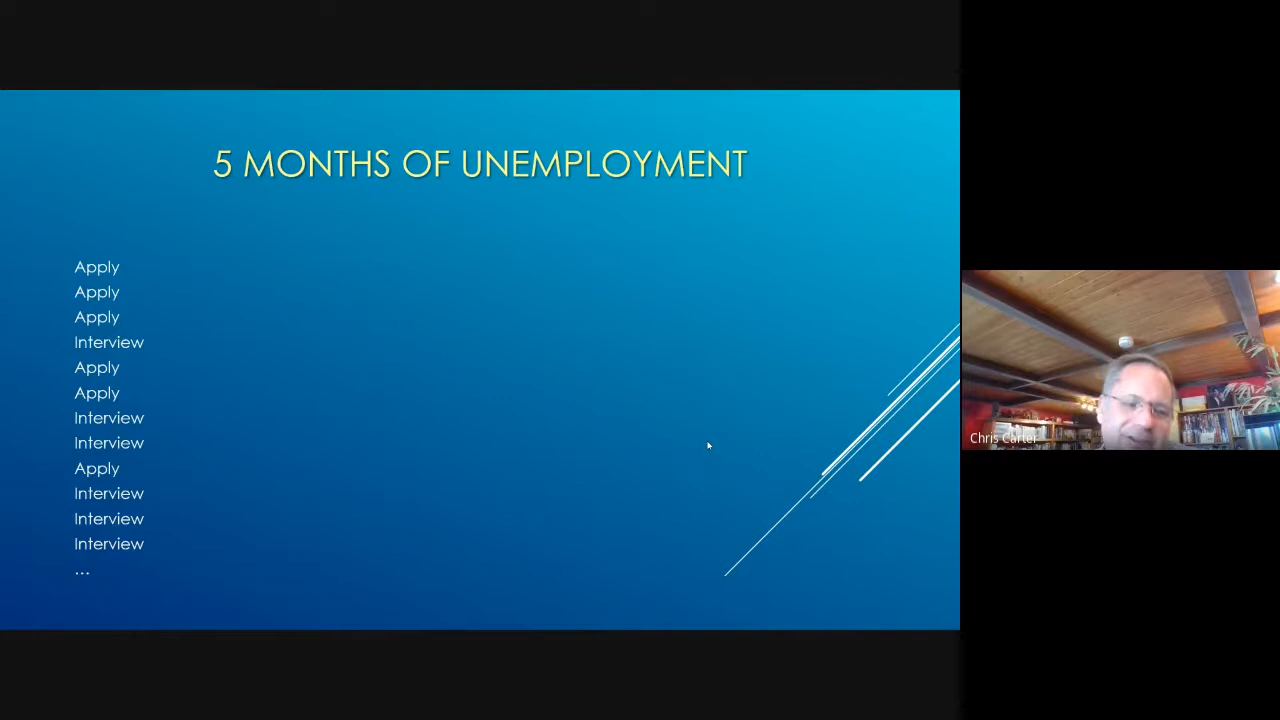 5 MONTHS OF UNEMPLOYMENT
Apply
Apply
Apply
Interview
Apply
Apply
Interview
Interview
Apply
Interview
Interview
Interview
...
Chris Carter